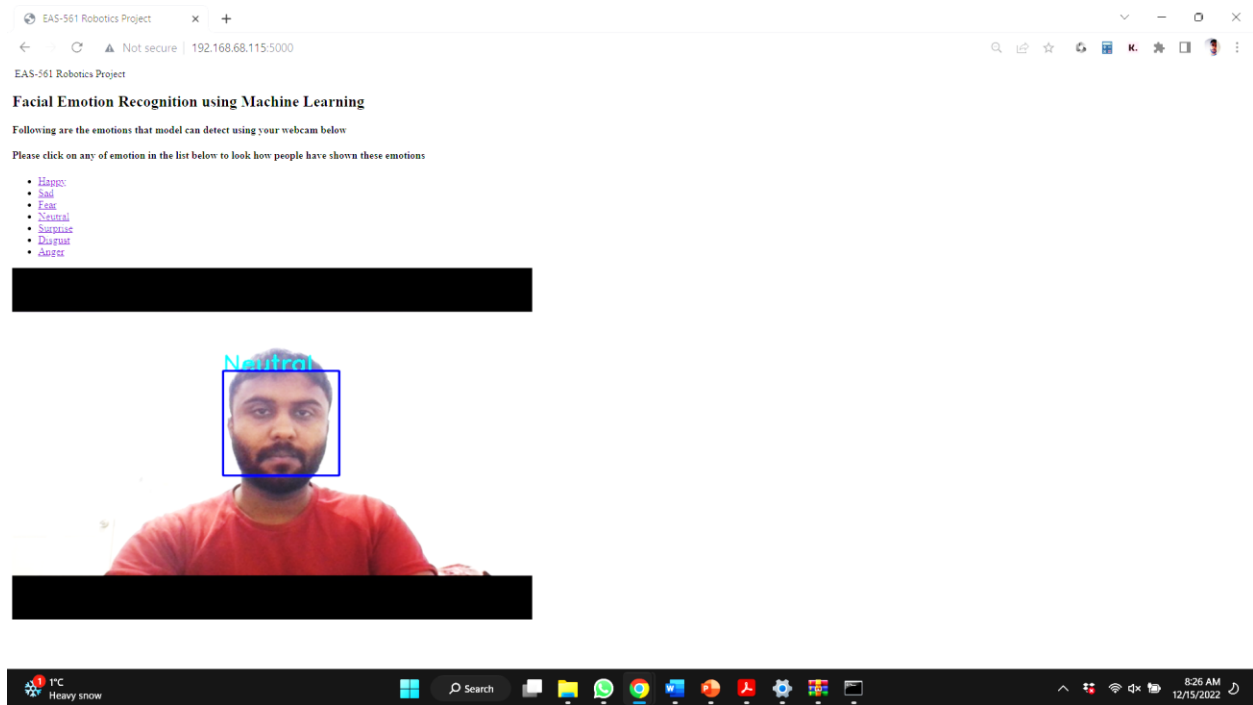 EAS-561 Robotics Project
Not secure 192.168.68.115:5000
K.
EAS-561 Robotics Project
Facial Emotion Recognition using Machine Learning
Following are the emotions that model can detect using your webcam below
Please click on any of emotion in the list below to look how people have shown these emotions
Happy
Sad
Fear
Neutral
Surprise
Disgust
Anger
Neutral
1
1°C
Heavy snow
Search
8:26 AM
12/15/2022